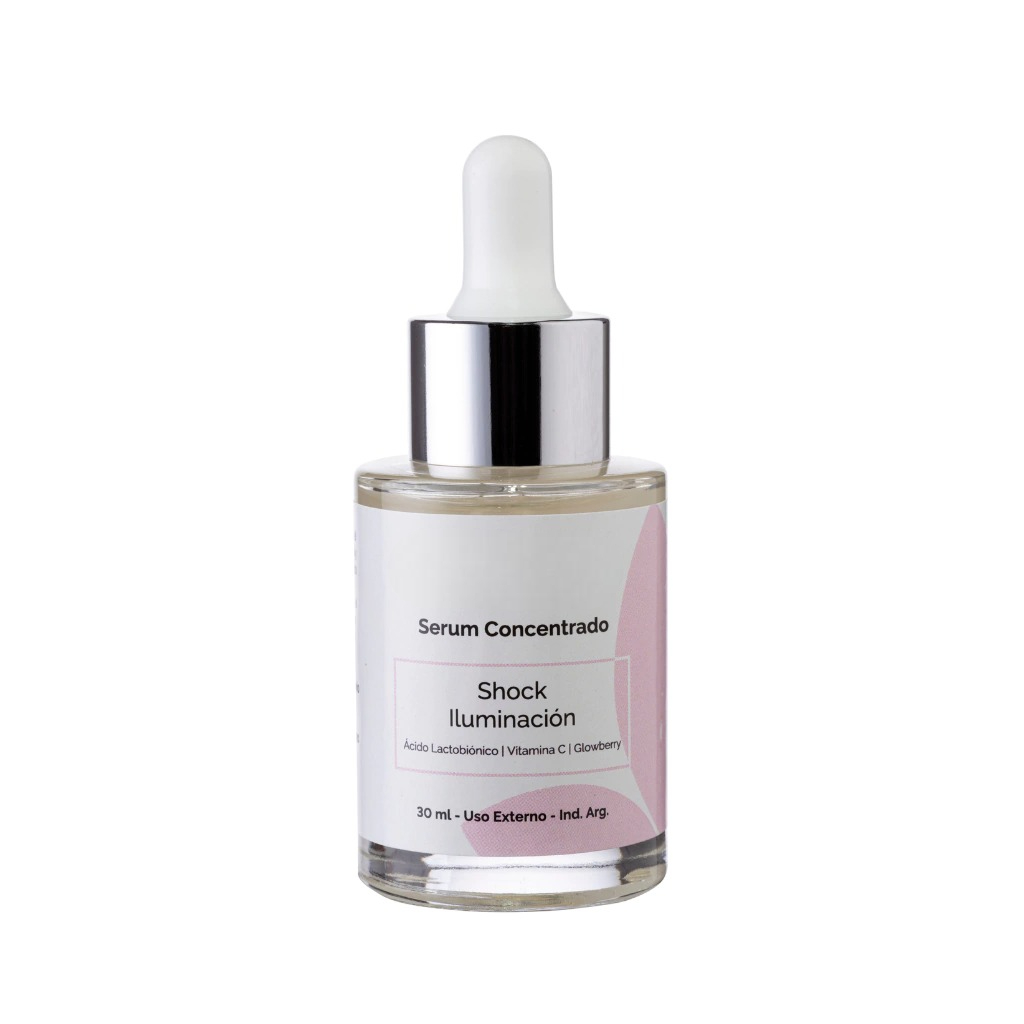 Serum Concentrado
Shock
Iluminación
Ácido Lactobiónico | Vitamina C | Glowberry
30 ml - Uso Externo - Ind. Arg.